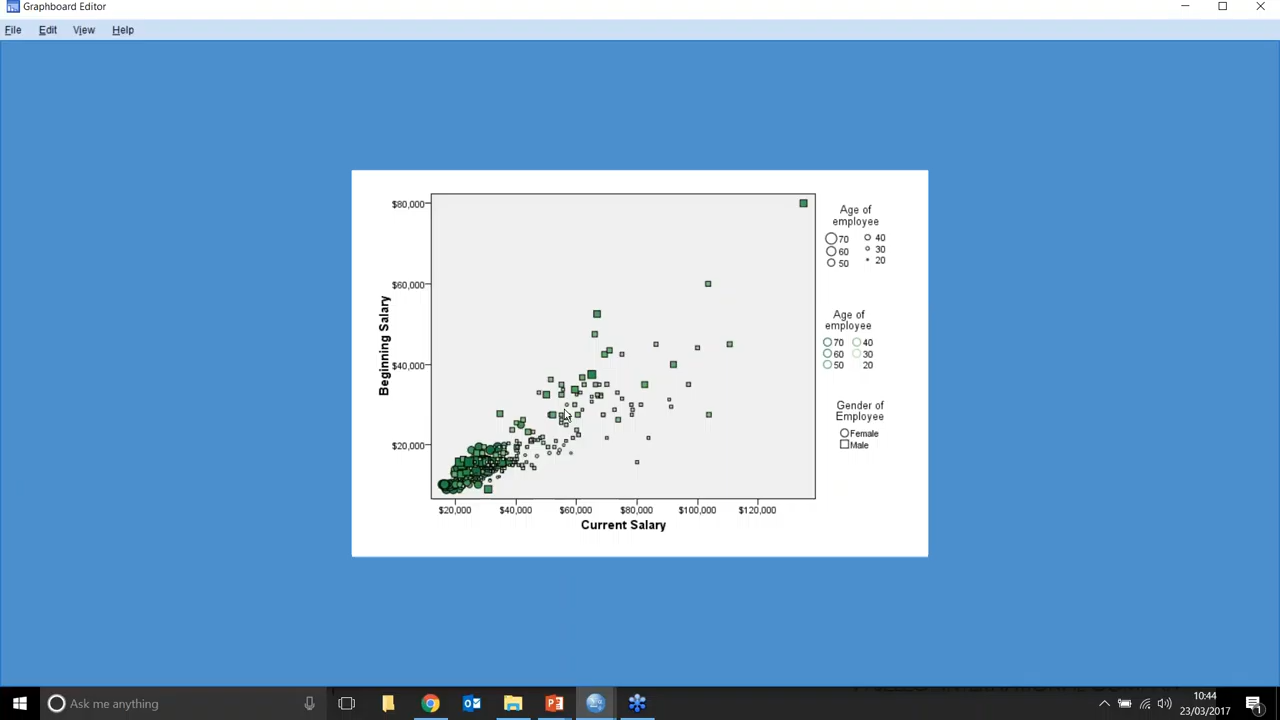 Graphboard Editor
File Edit View Help
$80,000
$60,000
$40,000
$20,000
Beginning Salary
$20,000 $40,000 $60,000 $80,000 $100,000 $120,000
Current Salary
Age of
employee
70 40
60 30
50 20
Age of
employee
70 40
60 30
50 20
Gender of
Employee
Female
Male
Ask me anything
10:44
23/03/2017
1